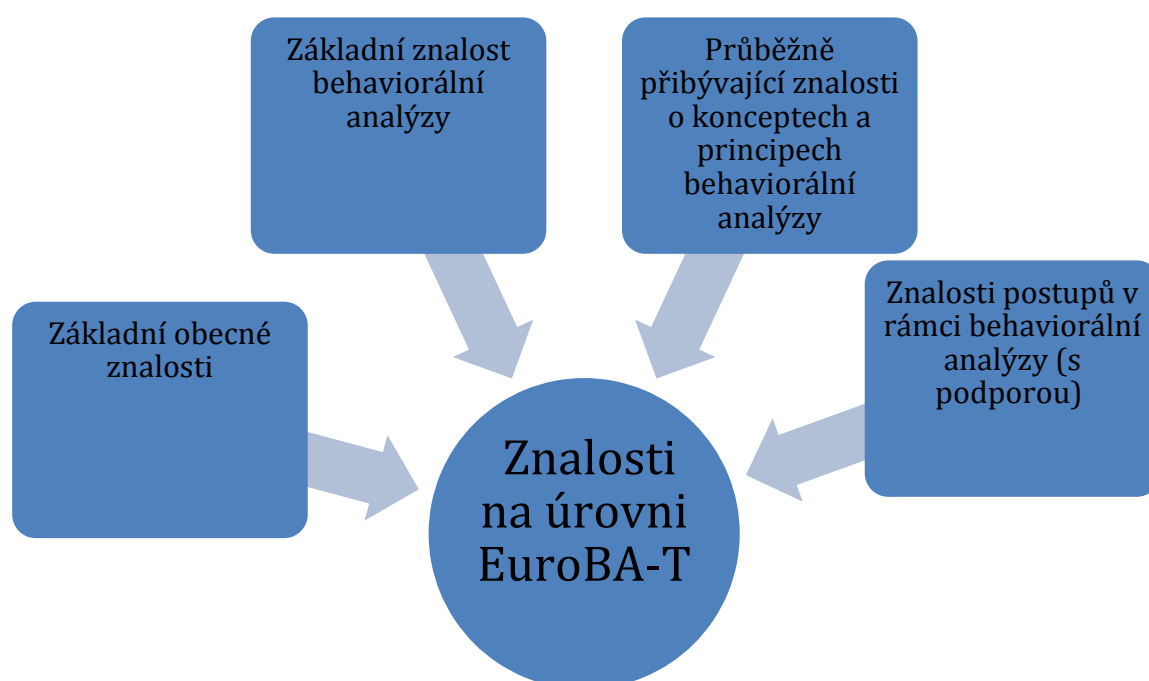 Základní znalost
behaviorální
analýzy
Průběžně
přibývající znalosti
o konceptech a
principech
behaviorální
analýzy
Základní obecné
znalosti
Znalosti postupů v
rámci behaviorální
analýzy (s
podporou)
Znalosti
na úrovni
EuroBA-T